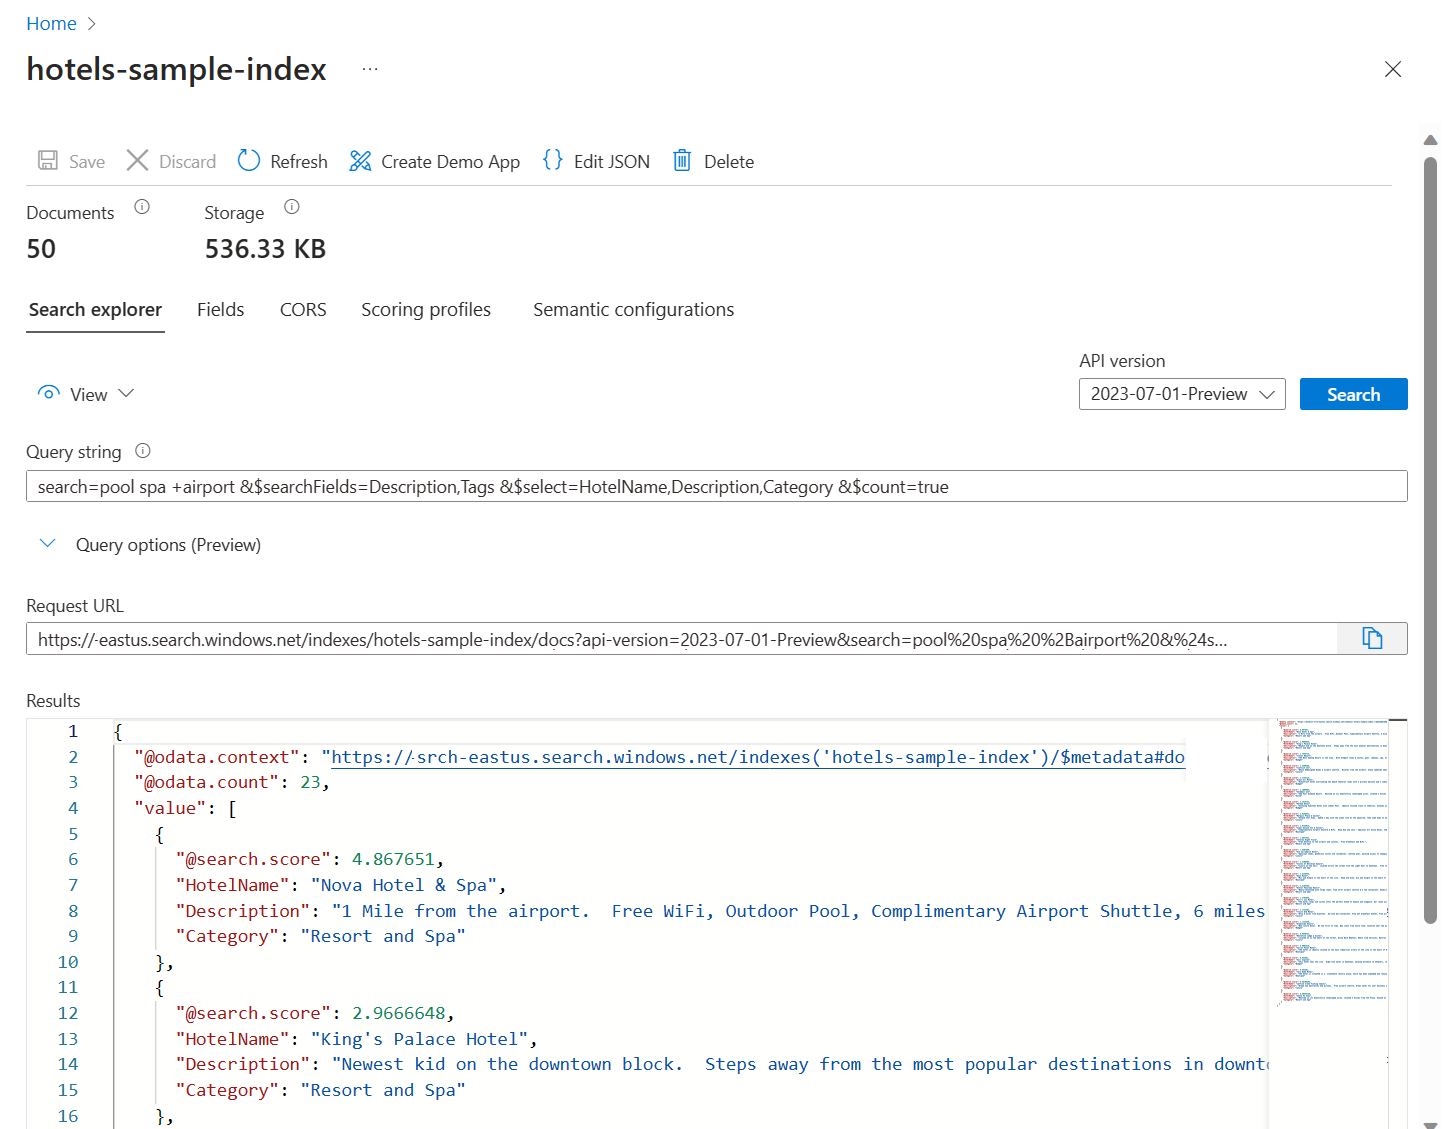 Home
hotels-sample-index ...
Save Discard Refresh Create Demo App {} Edit JSON Delete
Documents Storage
50 536.33 KB
Search explorer Fields CORS Scoring profiles Semantic configurations
API version
View 2023-07-01-Preview Search
Query string
search=pool spa +airport &$searchFields=Description,Tags &$select=HotelName,Description,Category &$count=true
Query options (Preview)
Request URL
https://-eastus.search.windows.net/indexes/hotels-sample-index/docs?api-version=2023-07-01-Preview&search=pool%20spa%20%2Bairport%20&%24s...
Results
1 {
2 "@odata.context": "https://-srch-eastus.search.windows.net/indexes('hotels-sample-index')/$metadata#do
3 "@odata.count": 23,
4 "value": [
5 {
6 "@search.score": 4.867651,
7 "HotelName": "Nova Hotel & Spa",
8 "Description": "1 Mile from the airport.  Free WiFi, Outdoor Pool, Complimentary Airport Shuttle, 6 miles
9 "Category": "Resort and Spa"
10 },
11 {
12 "@search.score": 2.9666648,
13 "HotelName": "King's Palace Hotel",
14 "Description": "Newest kid on the downtown block.  Steps away from the most popular destinations in downt
15 "Category": "Resort and Spa"
16 },